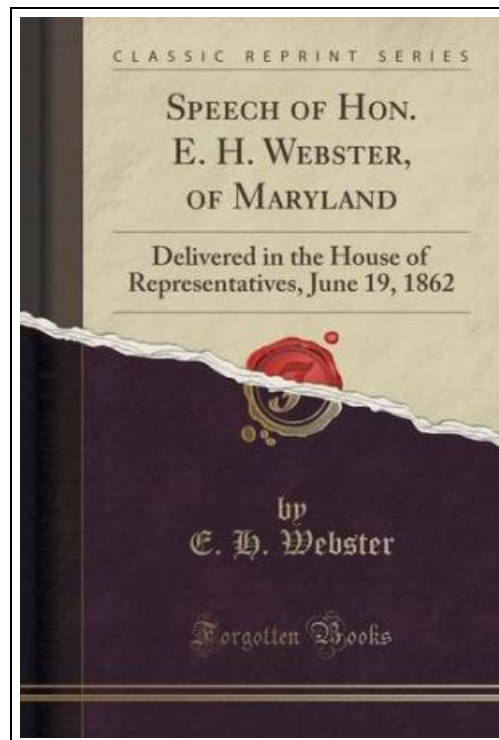 CLASSIC REPRINT SERIES
SPEECH OF HON.
E. H. WEBSTER,
OF MARYLAND
Delivered in the House of
Representatives, June 19, 1862
F
by
E. H. Webster
Forgotten Books